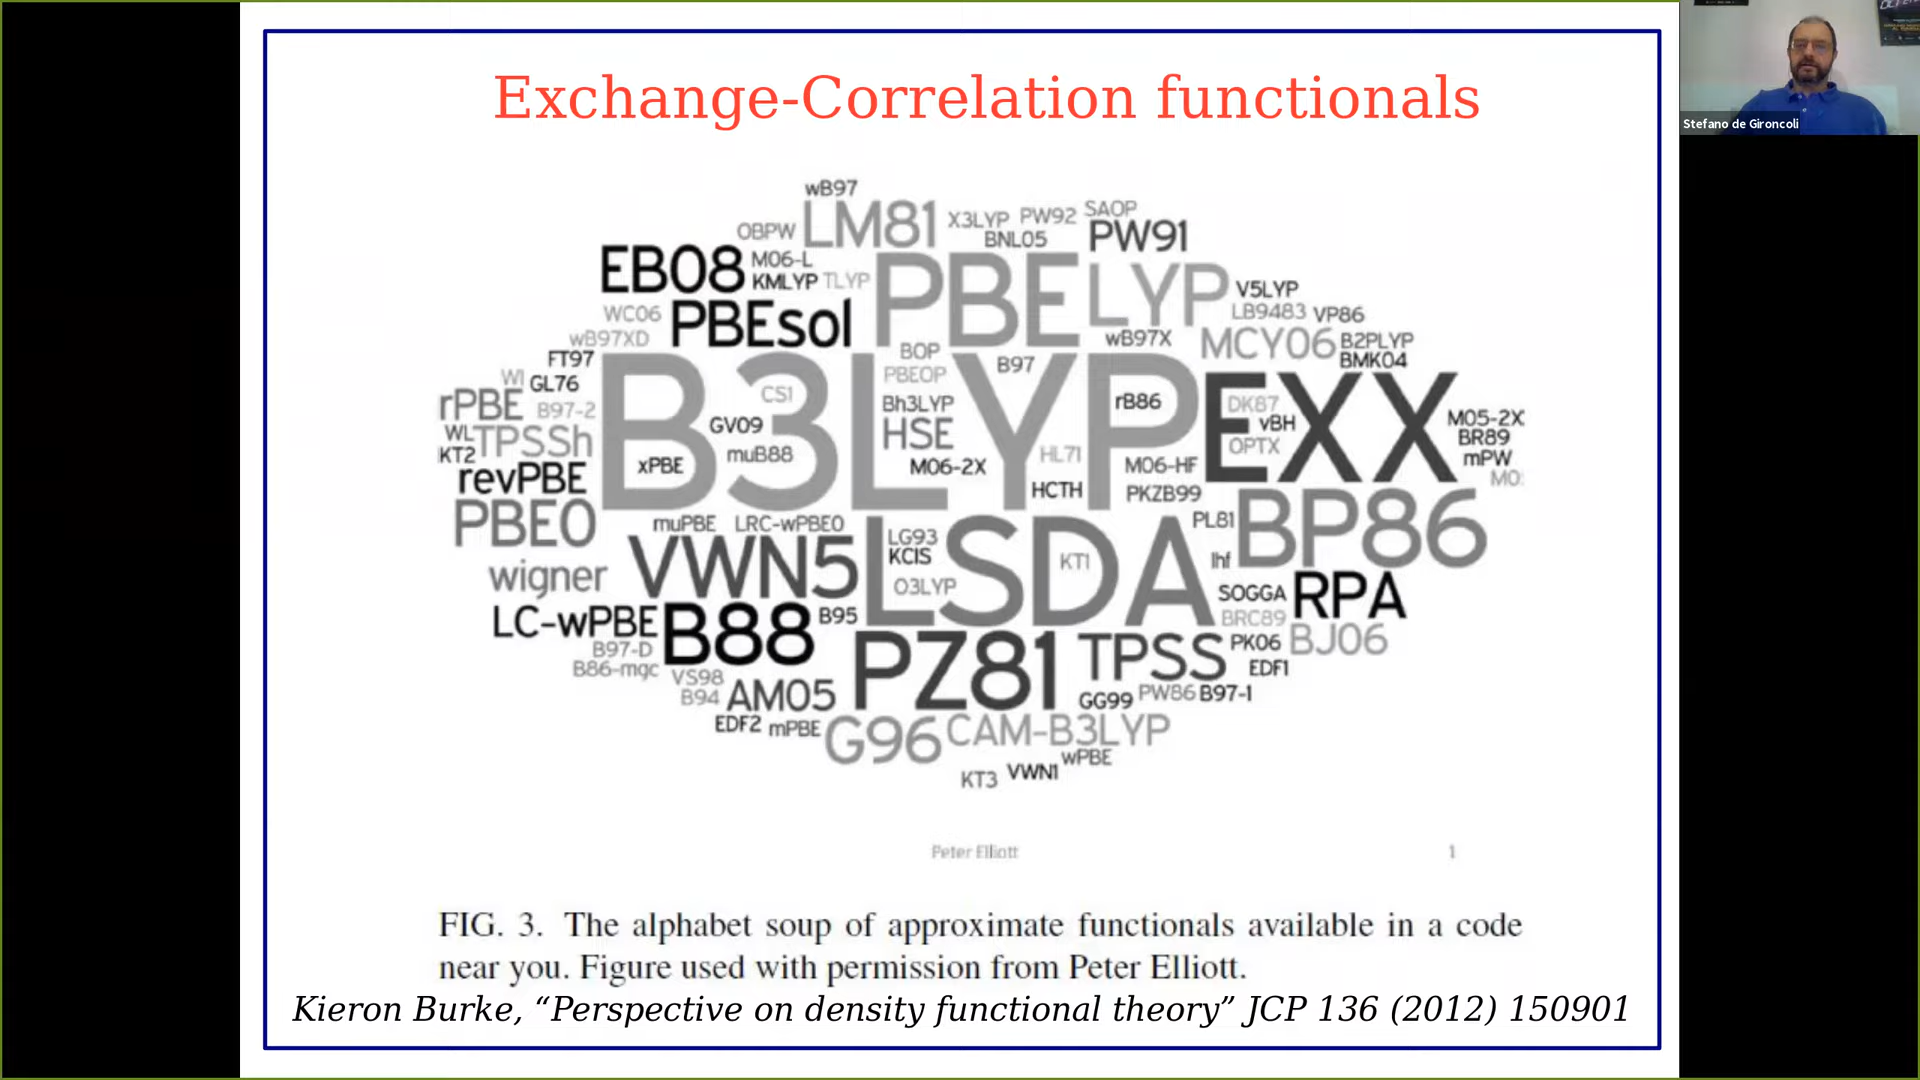 Exchange-Correlation functionals
Stefano de Gironcoli
wB97
OBPW LM81 X3LYP PW92 SAOP
BNL05 PW91
EB08 M06-L
KMLYP TLYP PBE LYP V5LYP
WC06 PBEsol LB9483 VP86
wB97XD wB97X MCY06 B2PLYP
FT97 BOP B97 BMK04
WI GL76 PBEOP
rPBE B97-2 B3LYP CS1 Bh3LYP rB86 EXX DK87 vBH M05-2X
WL TPSSh GV09 HSE OPTX BR89
KT2 xPBE muB88 M06-2X HL71 M06-HF mPW
revPBE HCTH PKZB99
PBE0 muPBE LRC-wPBE0 PL81 BP86
VWN5 LG93 LSDA
wigner KCIS KT1 lhf
O3LYP SOGGA RPA
LC-wPBE B88 B95 BRC89 BJ06
B97-D PZ81 TPSS PK06
B86-mgc VS98 EDF1
B94 AM05 GG99 PW86 B97-1
EDF2 mPBE G96 CAM-B3LYP
wPBE
KT3 VWN1
Peter Elliott 1
FIG. 3. The alphabet soup of approximate functionals available in a code
near you. Figure used with permission from Peter Elliott.
Kieron Burke, “Perspective on density functional theory” JCP 136 (2012) 150901